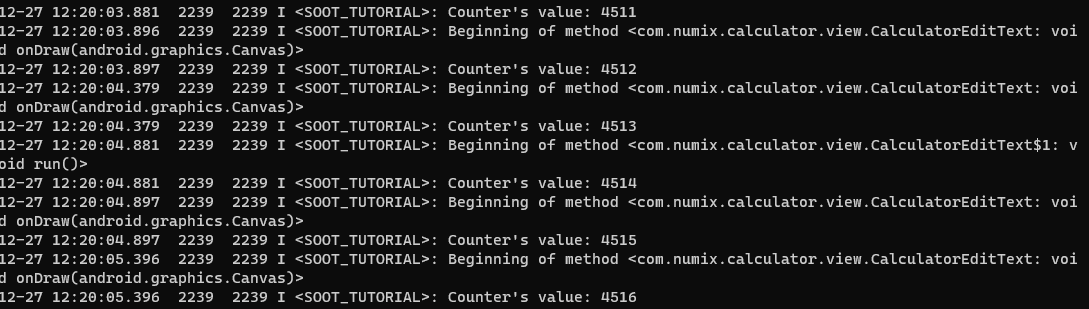 12-27 12:20:03.881  2239  2239 I <SOOT_TUTORIAL>: Counter's value: 4511
12-27 12:20:03.896  2239  2239 I <SOOT_TUTORIAL>: Beginning of method <com.numix.calculator.view.CalculatorEditText: voi
d onDraw(android.graphics.Canvas)>
12-27 12:20:03.897  2239  2239 I <SOOT_TUTORIAL>: Counter's value: 4512
12-27 12:20:04.379  2239  2239 I <SOOT_TUTORIAL>: Beginning of method <com.numix.calculator.view.CalculatorEditText: voi
d onDraw(android.graphics.Canvas)>
12-27 12:20:04.379  2239  2239 I <SOOT_TUTORIAL>: Counter's value: 4513
12-27 12:20:04.881  2239  2239 I <SOOT_TUTORIAL>: Beginning of method <com.numix.calculator.view.CalculatorEditText$1: v
oid run()>
12-27 12:20:04.881  2239  2239 I <SOOT_TUTORIAL>: Counter's value: 4514
12-27 12:20:04.897  2239  2239 I <SOOT_TUTORIAL>: Beginning of method <com.numix.calculator.view.CalculatorEditText: voi
d onDraw(android.graphics.Canvas)>
12-27 12:20:04.897  2239  2239 I <SOOT_TUTORIAL>: Counter's value: 4515
12-27 12:20:05.396  2239  2239 I <SOOT_TUTORIAL>: Beginning of method <com.numix.calculator.view.CalculatorEditText: voi
d onDraw(android.graphics.Canvas)>
12-27 12:20:05.396  2239  2239 I <SOOT_TUTORIAL>: Counter's value: 4516